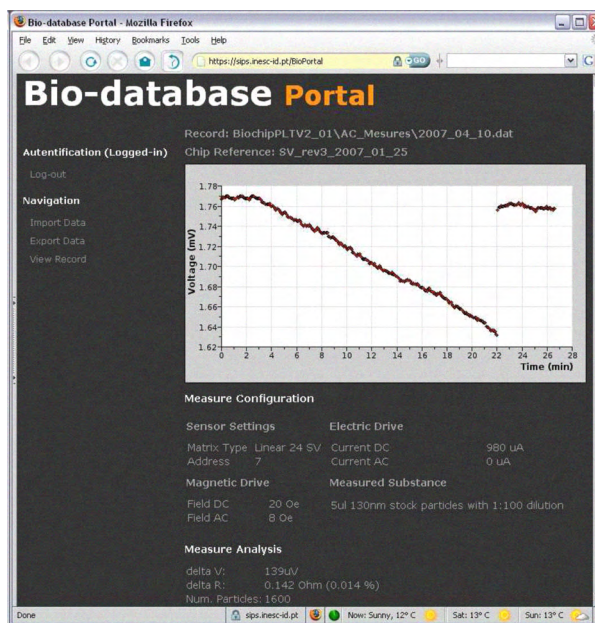 Bio-database Portal - Mozilla Firefox
File Edit View History Bookmarks Tools Help
https://sips.inesc-id.pt/BioPortal GO G
Bio-database Portal
Record: BiochipPLTV2_01\AC_Mesures\2007_04_10.dat
Autentification (Logged-in) Chip Reference: SV_rev3_2007_01_25
Log-out
Navigation
Import Data
Export Data
View Record
Voltage (mV)
1.78
1.76
1.74
1.72
1.70
1.68
1.66
1.64
1.62
0 2 4 6 8 10 12 14 16 18 20 22 24 26 28
Time (min)
Measure Configuration
Sensor Settings Electric Drive
Matrix Type Linear 24 SV Current DC 980 uA
Address 7 Current AC 0 uA
Magnetic Drive Measured Substance
Field DC 20 Oe 5ul 130nm stock particles with 1:100 dilution
Field AC 8 Oe
Measure Analysis
delta V: 139uV
delta R: 0.142 Ohm (0.014 %)
Num. Particles: 1600
Done sips.inesc-id.pt Now: Sunny, 12° C Sat: 13° C Sun: 13° C